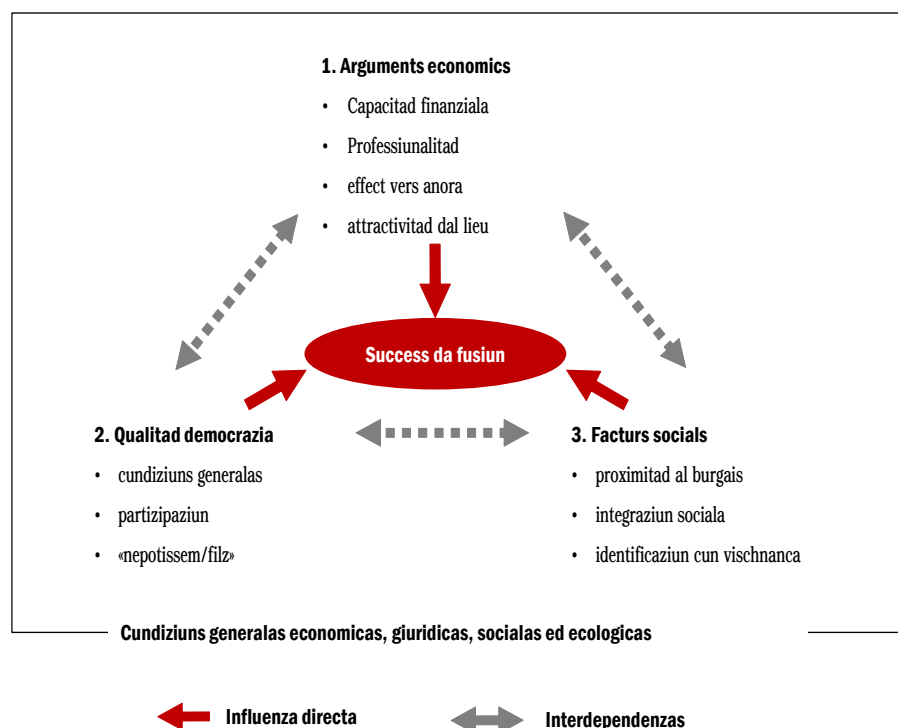 1. Arguments economics
• Capacitad finanziala
• Professiunalitad
• effect vers anora
• attractivitad dal lieu
Success da fusiun
2. Qualitad democrazia
• cundiziuns generalas
• partizipaziun
• «nepotissem/filz»
3. Facturs socials
• proximitad al burgais
• integraziun sociala
• identificaziun cun vischnanca
Cundiziuns generalas economicas, giuridicas, socialas ed ecologicas
Influenza directa
Interdependenzas